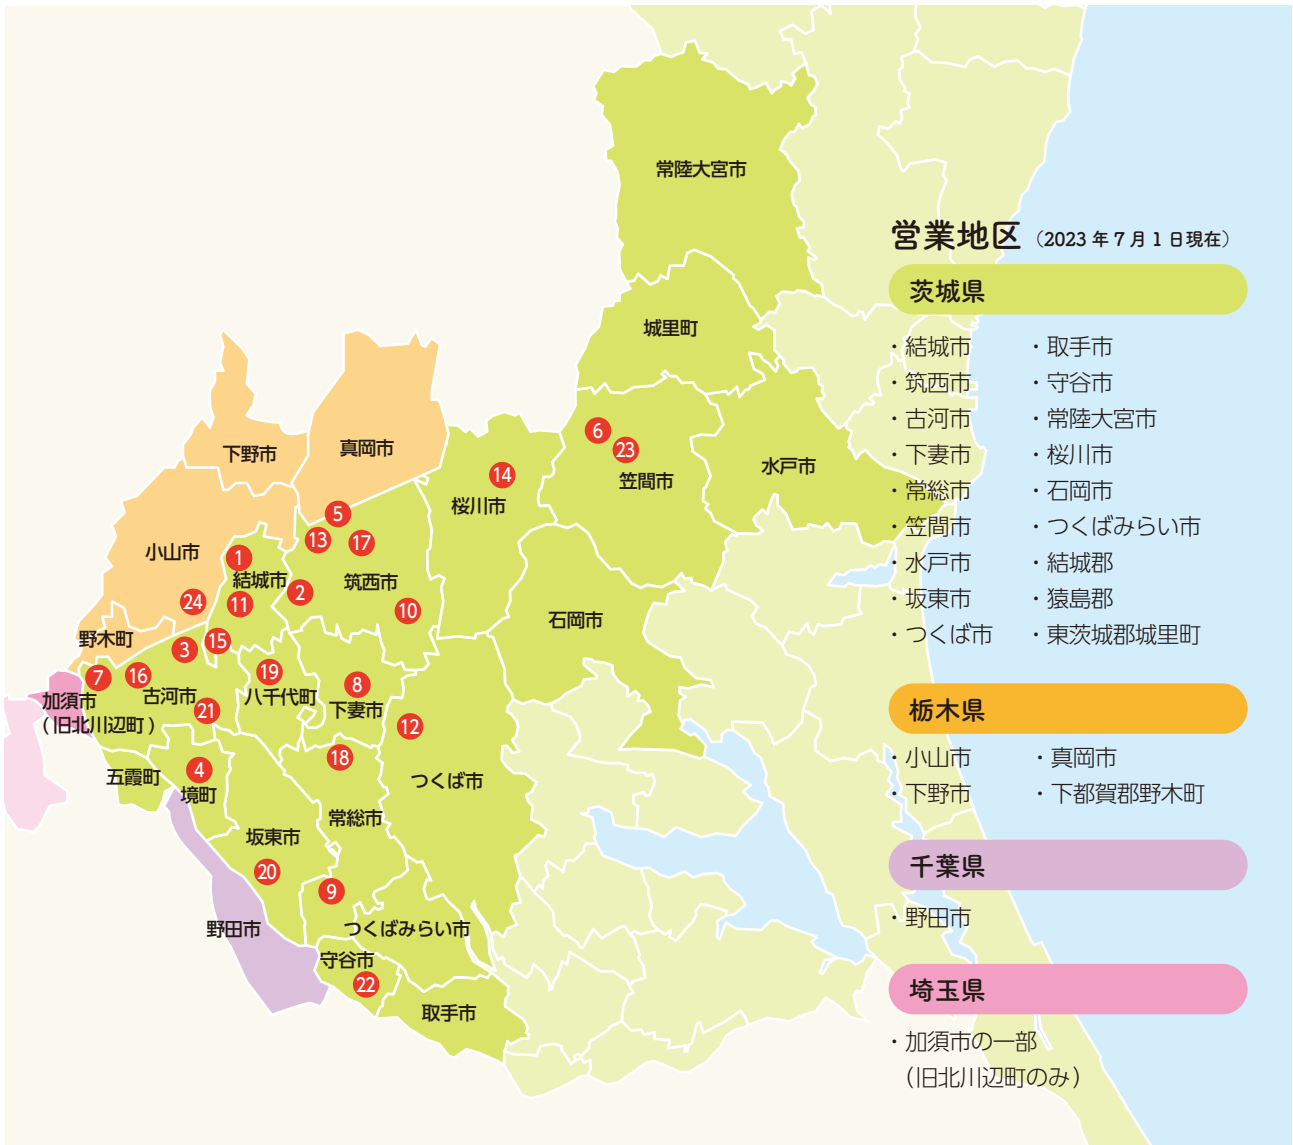 常陸大宮市
営業地区（2023 年 7 月 1 日現在）
茨城県
・結城市
・筑西市
・古河市
・下妻市
・常総市
・笠間市
・水戸市
・坂東市
・つくば市
・取手市
・守谷市
・常陸大宮市
・桜川市
・石岡市
・つくばみらい市
・結城郡
・猿島郡
・東茨城郡城里町
栃木県
・小山市
・下野市
・真岡市
・下都賀郡野木町
千葉県
・野田市
埼玉県
・加須市の一部
（旧北川辺町のみ）
城里町
下野市
真岡市
6
23
笠間市
水戸市
14
桜川市
5
13
17
小山市
1
結城市
筑西市
2
24
11
10
石岡市
野木町
3
15
7
16
古河市
21
19
八千代町
8
下妻市
加須市
（旧北川辺町）
12
18
つくば市
五霞町
4
境町
常総市
坂東市
20
9
野田市
つくばみらい市
守谷市
22
取手市